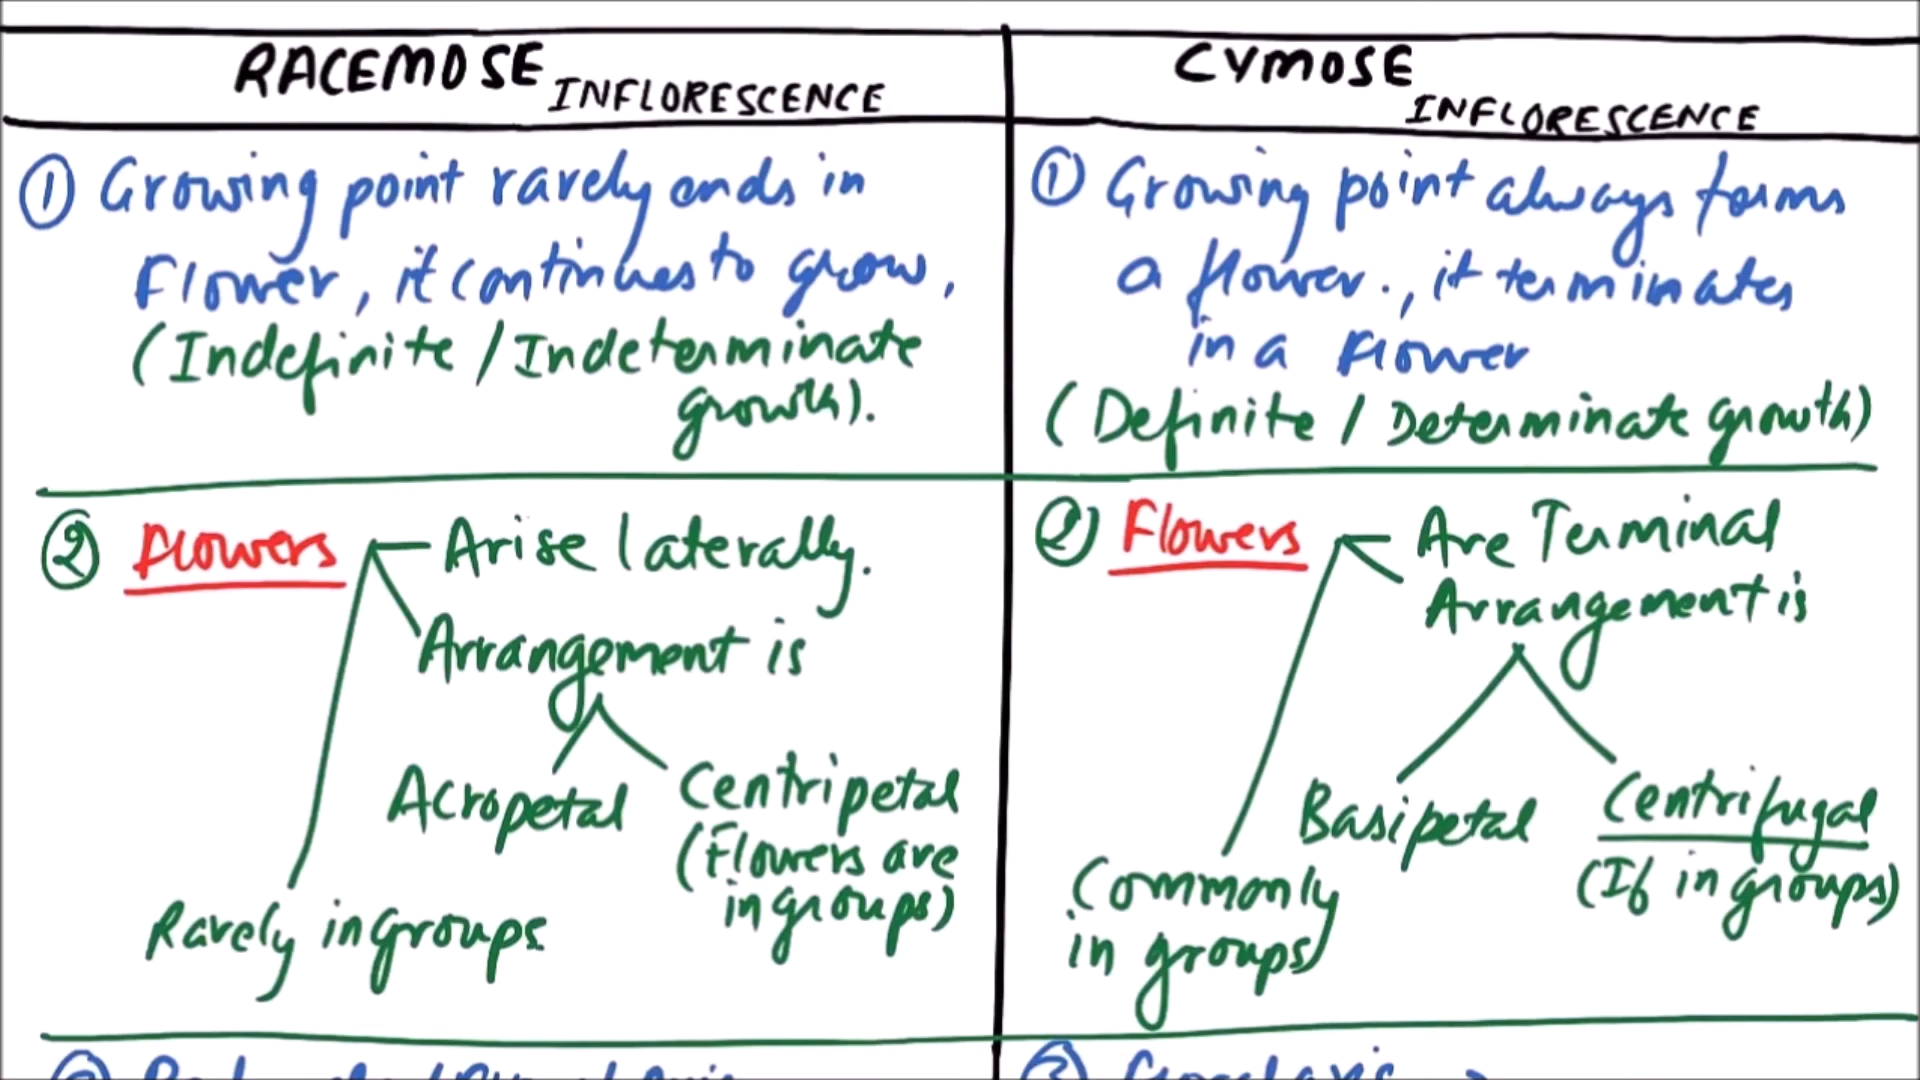 RACEMOSE INFLORESCENCE
① Growing point rarely ends in
Flower, it continues to grow.
(Indefinite / Indeterminate
growth).
② Flowers
Arise laterally.
Arrangement is
Acropetal
Centripetal
(Flowers are
in groups)
Rarely in groups
CYMOSE INFLORESCENCE
① Growing point always forms
a flower., it terminates
in a Flower
(Definite / Determinate growth)
② Flowers
Are Terminal
Arrangement is
Basipetal
Centrifugal
(If in groups)
Commonly
in groups
③